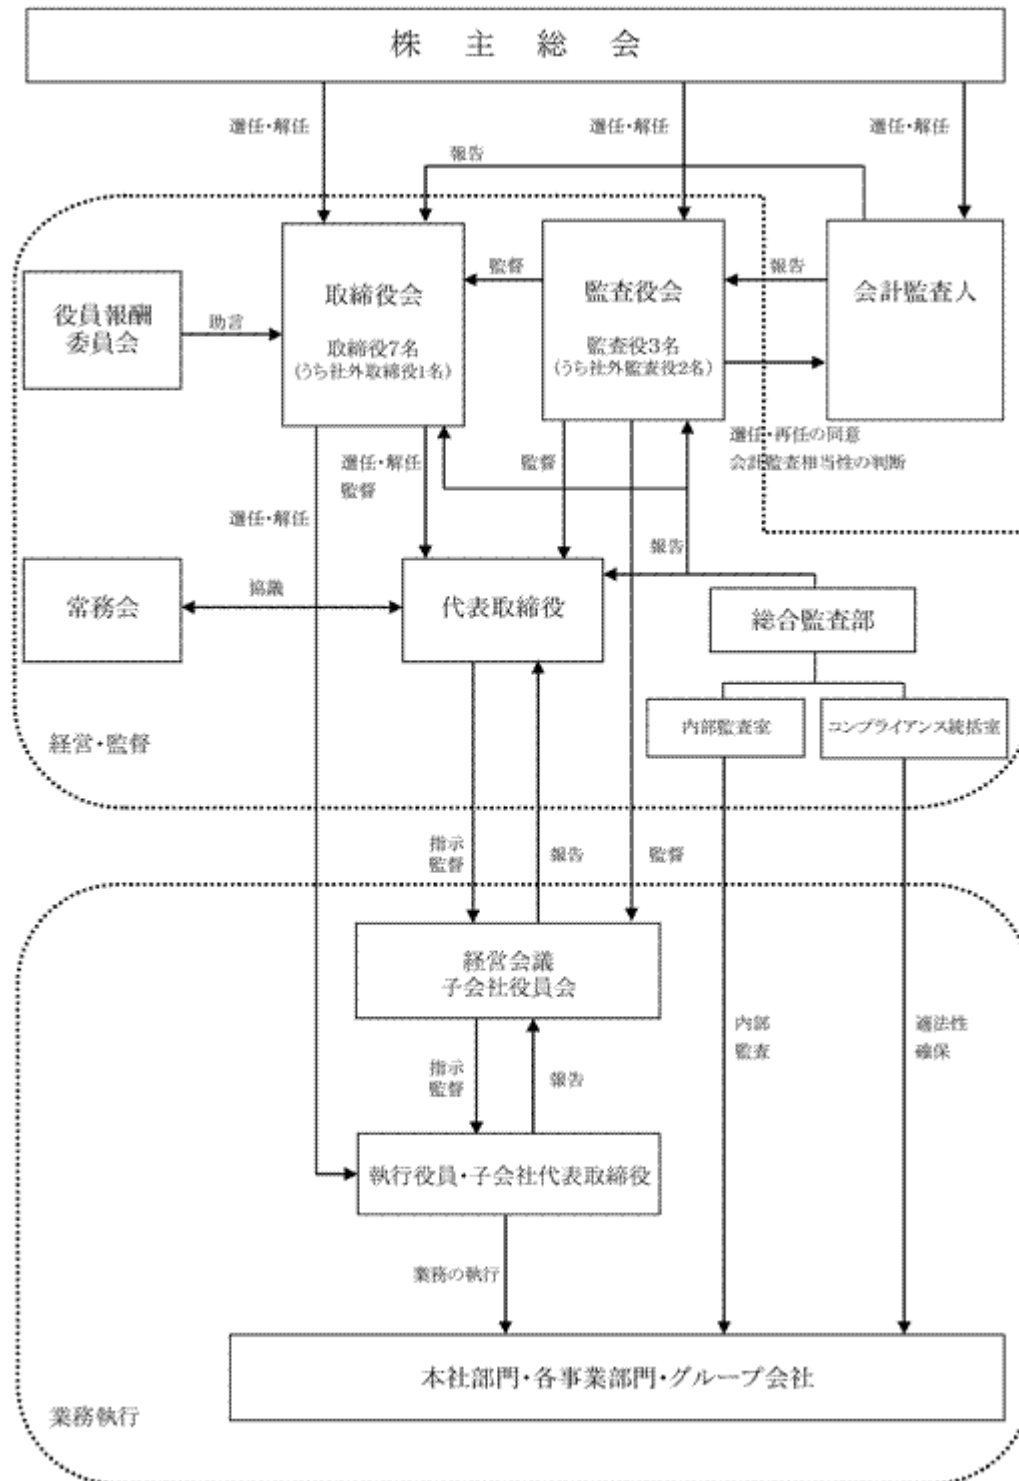 株主総会
選任・解任
選任・解任
選任・解任
報告
役員報酬
委員会
助言
取締役会
取締役7名
(うち社外取締役1名)
監督
監査役会
監査役3名
(うち社外監査役2名)
報告
会計監査人
選任・再任の同意
会計監査相当性の判断
選任・解任
監督
監督
選任・解任
報告
常務会
協議
代表取締役
総合監査部
内部監査室
コンプライアンス統括室
経営・監督
指示
監督
報告
監督
経営会議
子会社役員会
内部
監査
適法性
確保
指示
監督
報告
執行役員・子会社代表取締役
業務の執行
本社部門・各事業部門・グループ会社
業務執行